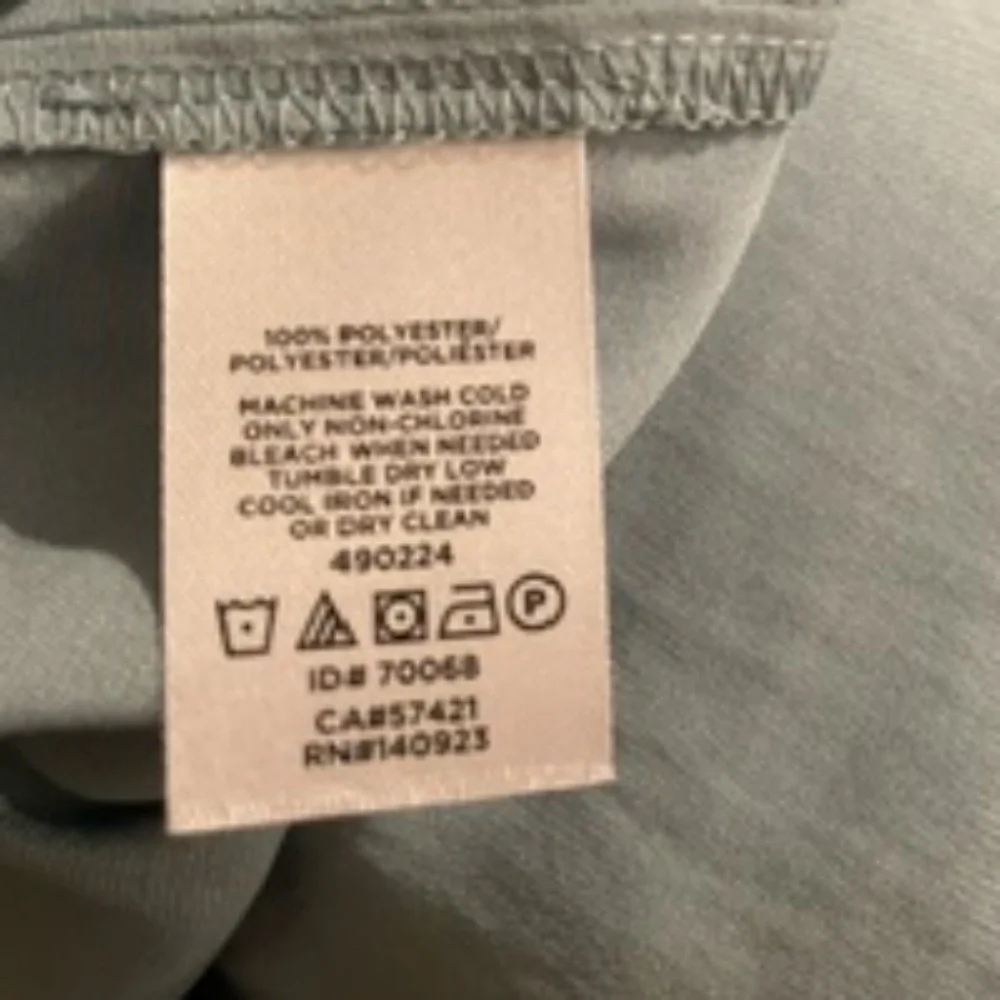 100% POLYESTER/
POLYESTER/POLIÉSTER
MACHINE WASH COLD
ONLY NON-CHLORINE
BLEACH WHEN NEEDED
TUMBLE DRY LOW
COOL IRON IF NEEDED
OR DRY CLEAN
490224
P
ID# 70068
CA#57421
RN#140923